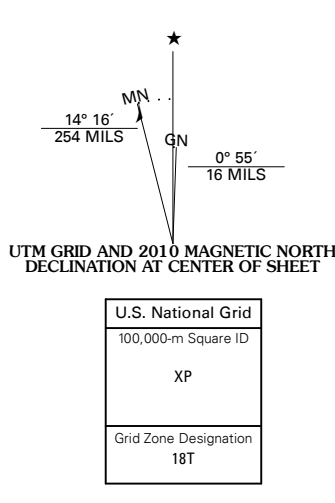 ★
MN
14° 16´
254 MILS
GN
0° 55´
16 MILS
UTM GRID AND 2010 MAGNETIC NORTH
DECLINATION AT CENTER OF SHEET
U.S. National Grid
100,000-m Square ID
XP
Grid Zone Designation
18T